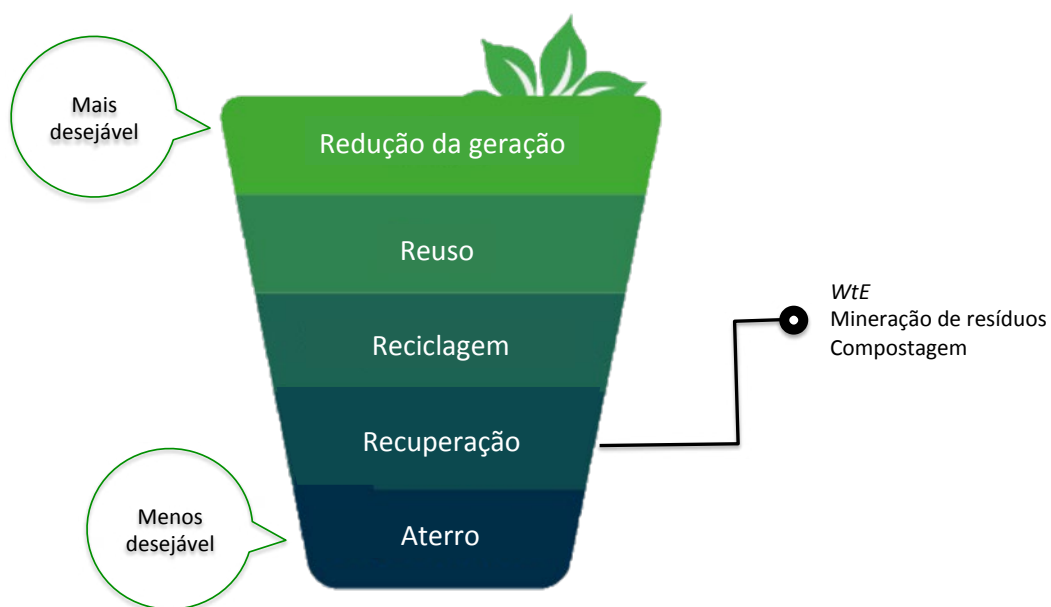 Mais
desejável
Redução da geração
Reuso
Reciclagem
Recuperação
Aterro
Menos
desejável
WtE
Mineração de resíduos
Compostagem